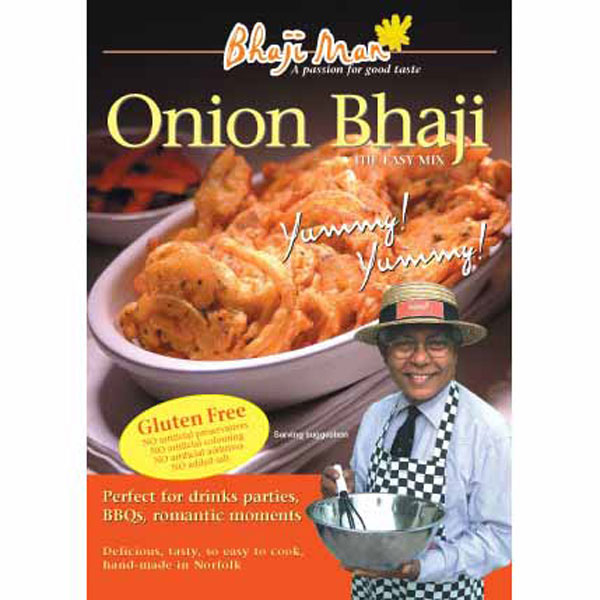 Bhaji Man
A passion for good taste
Onion Bhaji
THE EASY MIX
Yummy!
Yummy!
Gluten Free
NO artificial preservatives
NO artificial colouring
NO artificial additives
NO added salt
Serving suggestion
Perfect for drinks parties,
BBQs, romantic moments
Delicious, tasty, so easy to cook,
hand-made in Norfolk